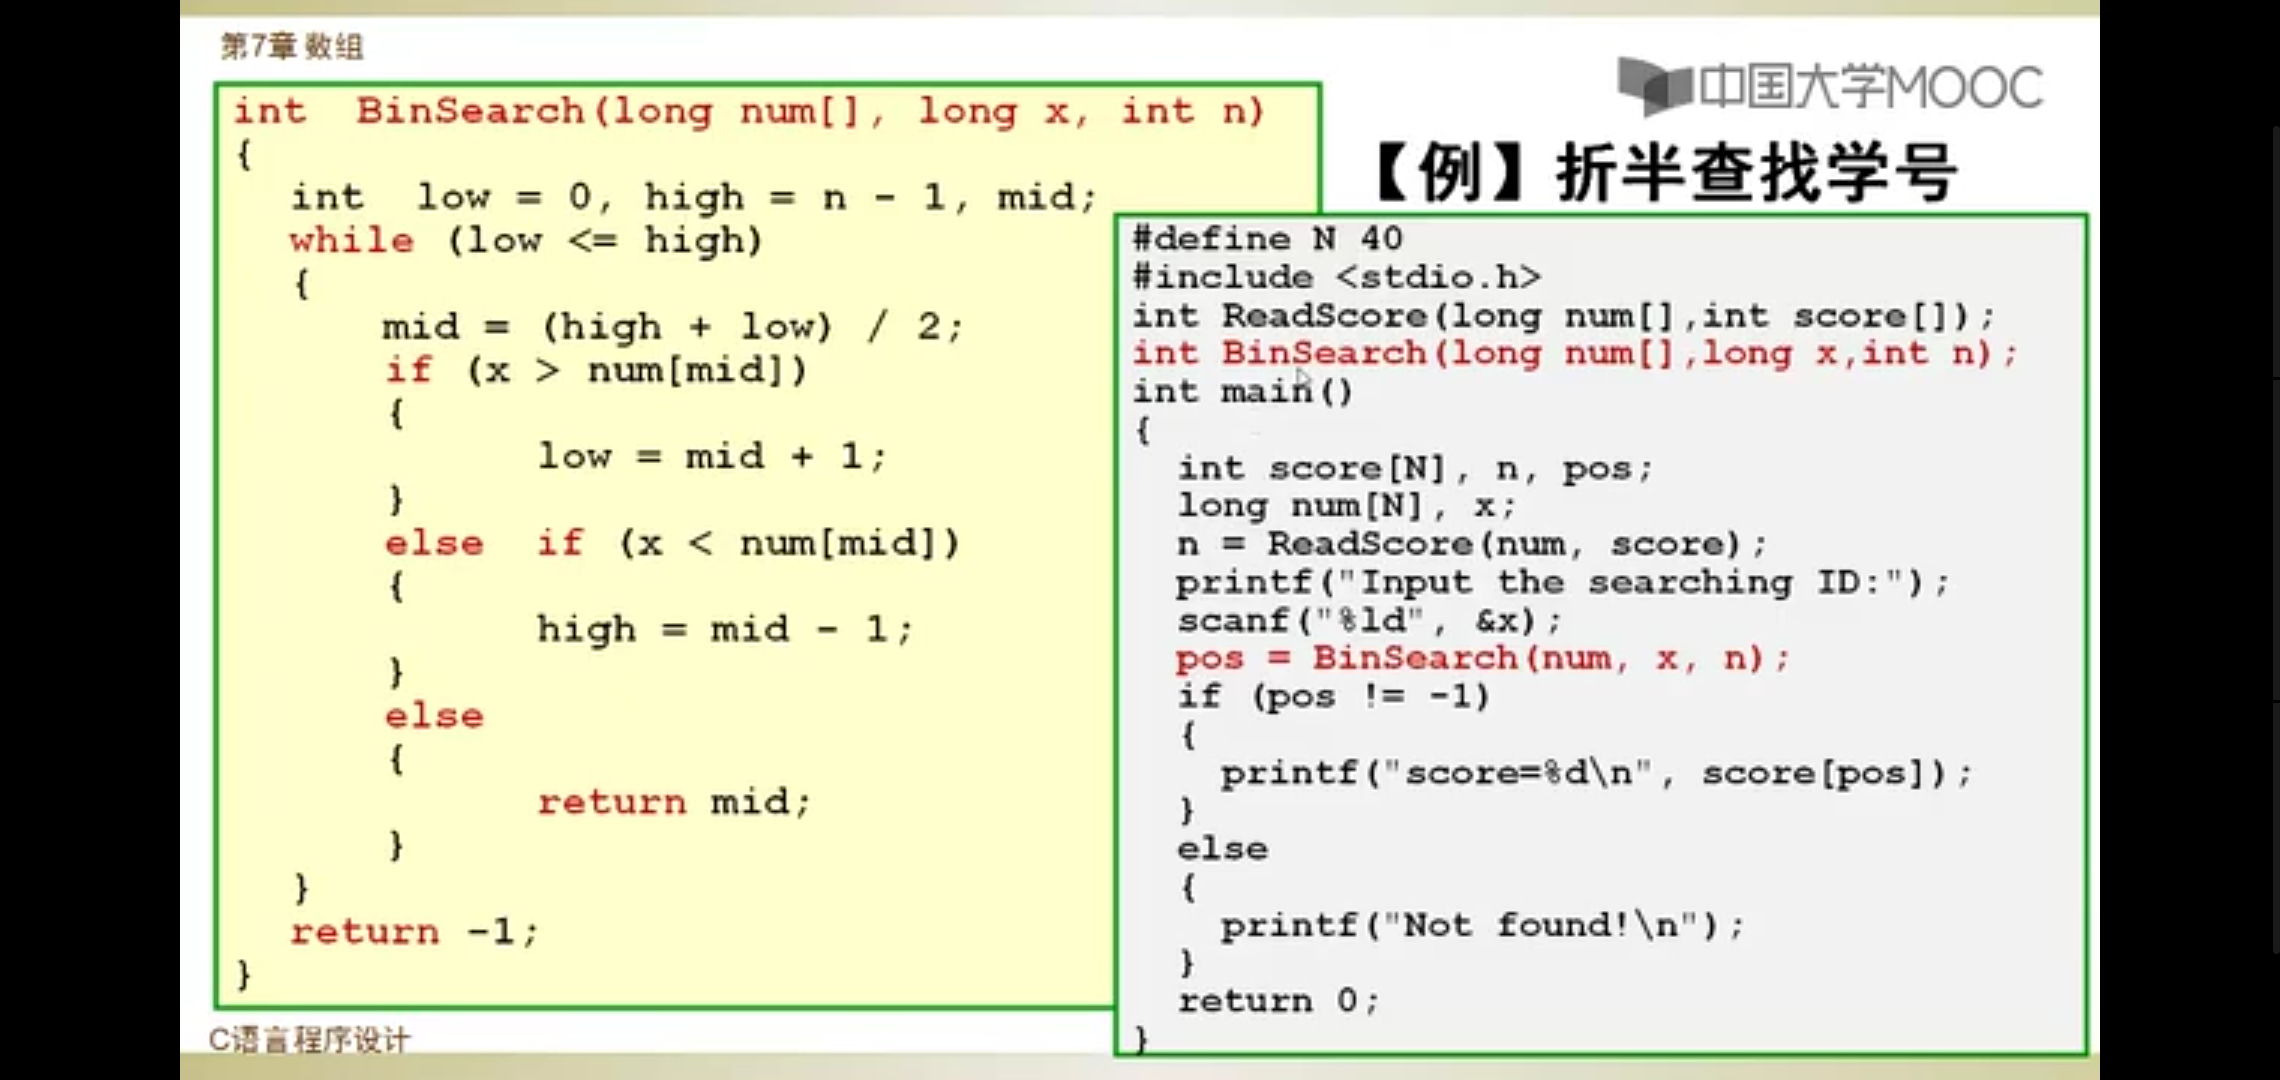 第7章 数组
中国大学MOOC
【例】折半查找学号
int  BinSearch(long num[], long x, int n)
{
int  low = 0, high = n - 1, mid;
while (low <= high)
{
mid = (high + low) / 2;
if (x > num[mid])
{
low = mid + 1;
}
else  if (x < num[mid])
{
high = mid - 1;
}
else
{
return mid;
}
}
return -1;
}
#define N 40
#include <stdio.h>
int ReadScore(long num[],int score[]);
int BinSearch(long num[],long x,int n);
int main()
{
int score[N], n, pos;
long num[N], x;
n = ReadScore(num, score);
printf("Input the searching ID:");
scanf("%ld", &x);
pos = BinSearch(num, x, n);
if (pos != -1)
{
printf("score=%d\n", score[pos]);
}
else
{
printf("Not found!\n");
}
return 0;
}
C语言程序设计